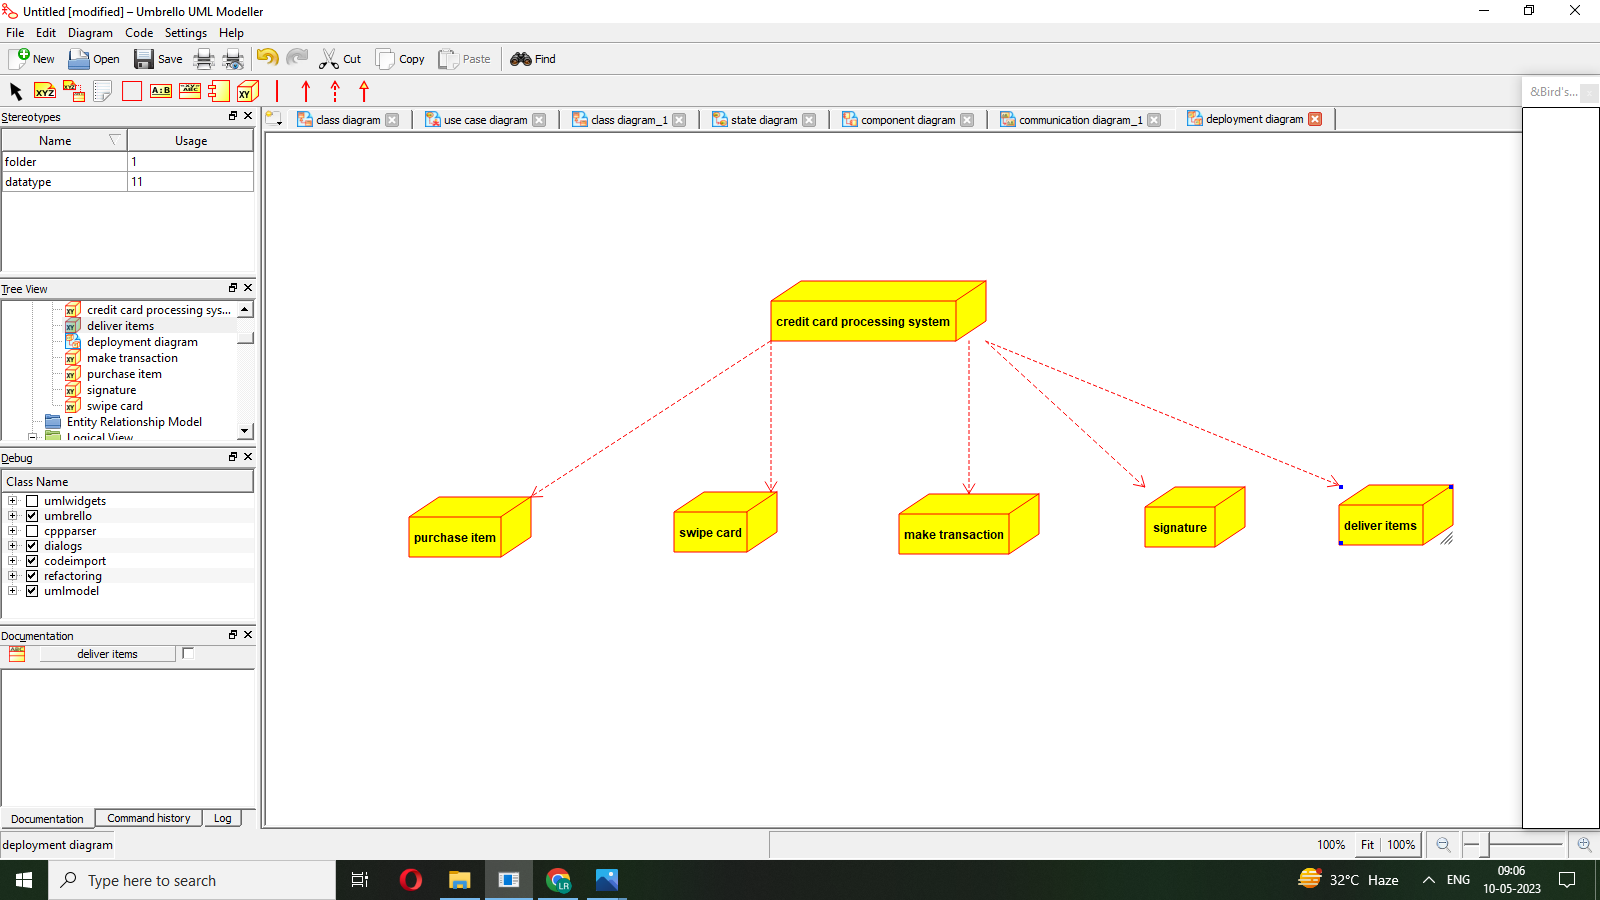 Untitled [modified] – Umbrello UML Modeller
File Edit Diagram Code Settings Help
New Open Save Cut Copy Paste Find
Stereotypes
Name Usage
folder 1
datatype 11
Tree View
credit card processing sys...
deliver items
deployment diagram
make transaction
purchase item
signature
swipe card
Entity Relationship Model
Logical View
Debug
Class Name
umlwidgets
umbrello
cppparser
dialogs
codeimport
refactoring
umlmodel
Documentation
deliver items
Documentation Command history Log
class diagram use case diagram class diagram_1 state diagram component diagram communication diagram_1 deployment diagram
&Bird's...
credit card processing system
purchase item
swipe card
make transaction
signature
deliver items
deployment diagram
100% Fit 100%
Type here to search
32°C Haze
ENG
09:06
10-05-2023